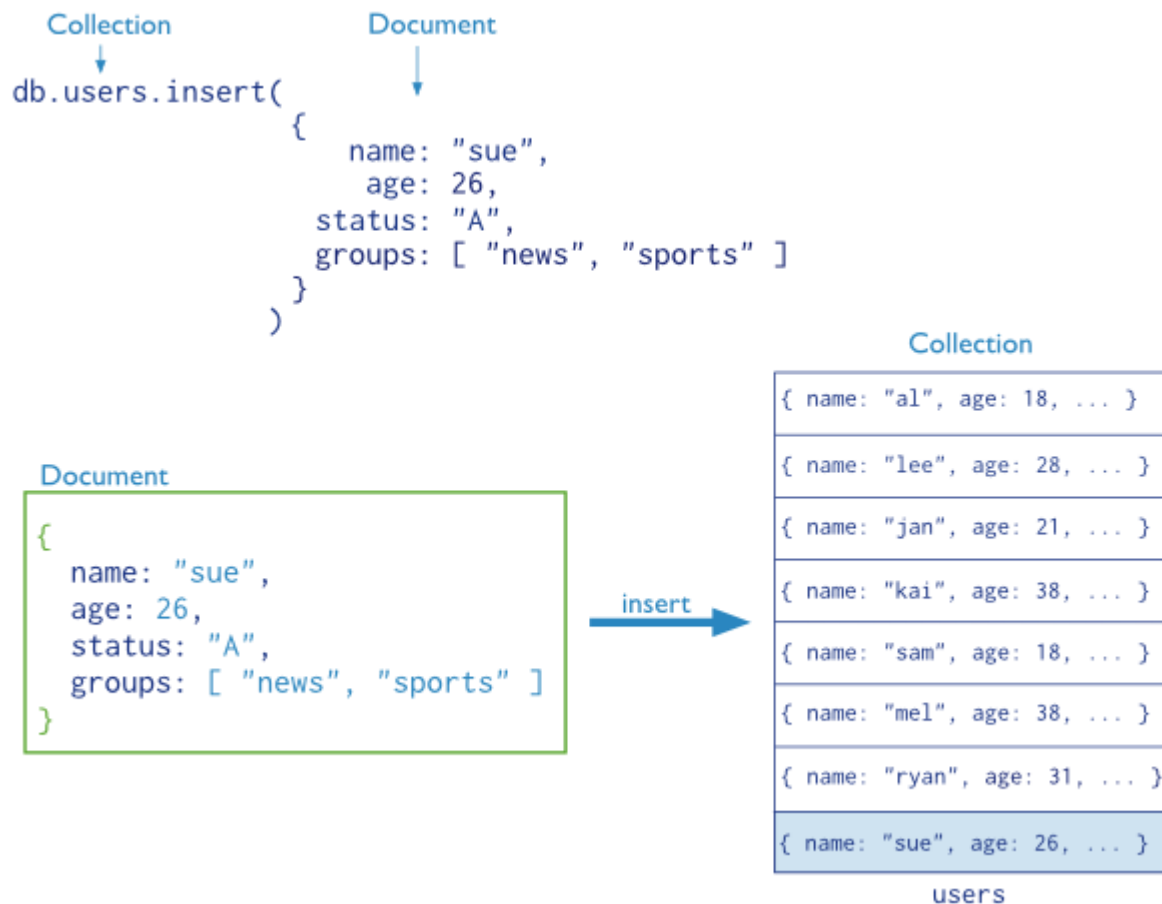 Collection Document
db.users.insert(
{
name: "sue",
age: 26,
status: "A",
groups: [ "news", "sports" ]
}
)
Document
{
name: "sue",
age: 26,
status: "A",
groups: [ "news", "sports" ]
}
insert
Collection
{ name: "al", age: 18, ... }
{ name: "lee", age: 28, ... }
{ name: "jan", age: 21, ... }
{ name: "kai", age: 38, ... }
{ name: "sam", age: 18, ... }
{ name: "mel", age: 38, ... }
{ name: "ryan", age: 31, ... }
{ name: "sue", age: 26, ... }
users